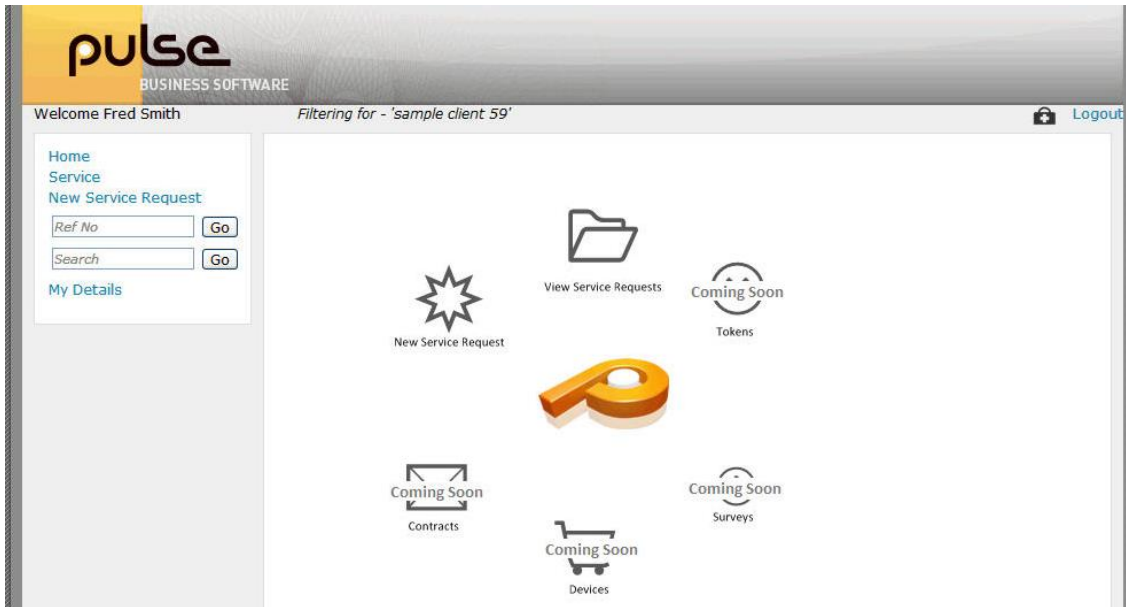 pulse
BUSINESS SOFTWARE
Welcome Fred Smith
Filtering for - 'sample client 59'
Logout
Home
Service
New Service Request
Ref No
Go
Search
Go
My Details
View Service Requests
Coming Soon
Tokens
New Service Request
Coming Soon
Contracts
Coming Soon
Surveys
Coming Soon
Devices